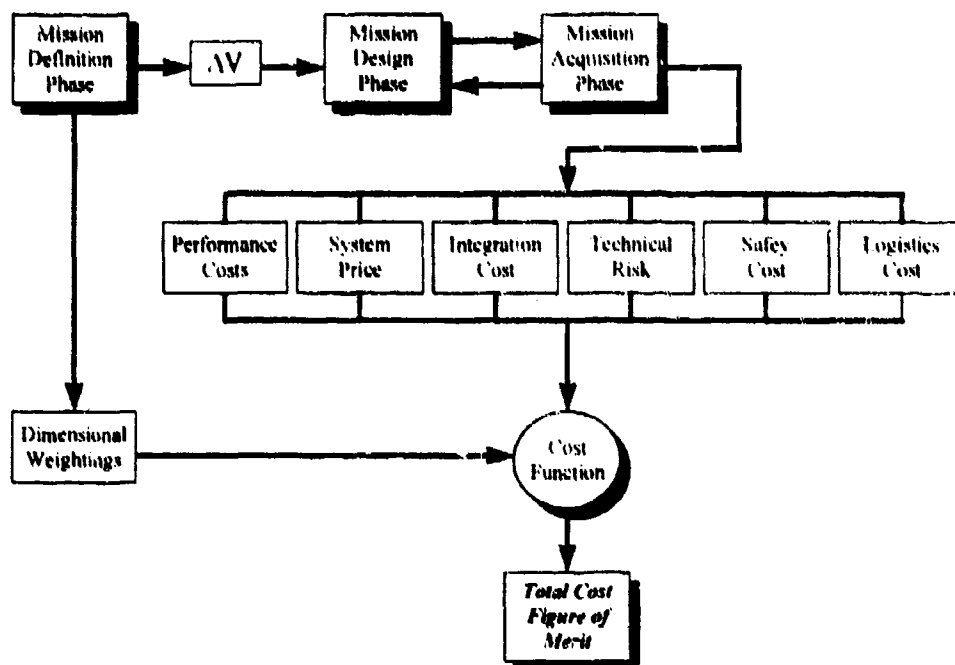 Mission
Definition
Phase
ΔV
Mission
Design
Phase
Mission
Acquisition
Phase
Performance
Costs
System
Price
Integration
Cost
Technical
Risk
Safey
Cost
Logistics
Cost
Dimensional
Weightings
Cost
Function
Total Cost
Figure of
Merit